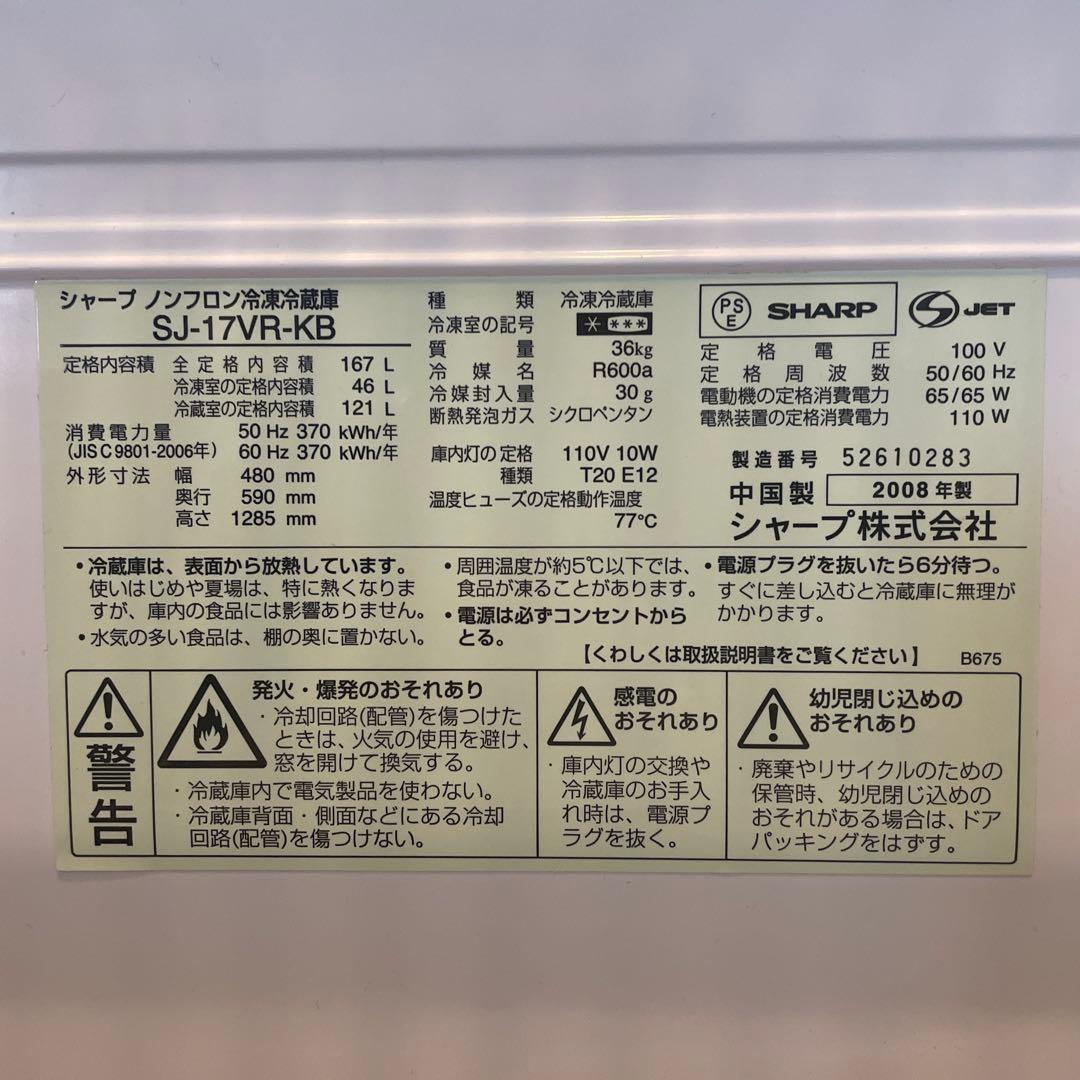 シャープ ノンフロン冷凍冷蔵庫
SJ-17VR-KB
定格内容積 全定格内容積 167 L
冷凍室の定格内容積 46 L
冷蔵室の定格内容積 121 L
消費電力量 50 Hz 370 kWh/年
(JIS C 9801-2006年) 60 Hz 370 kWh/年
外形寸法 幅 480 mm
奥行 590 mm
高さ 1285 mm
種類 冷凍冷蔵庫
冷凍室の記号 * ***
質量 36kg
冷媒名 R600a
冷媒封入量 30 g
断熱発泡ガス シクロペンタン
庫内灯の定格 110V 10W
種類 T20 E12
温度ヒューズの定格動作温度
77℃
PS
E
SHARP
S JET
定格電圧 100 V
定格周波数 50/60 Hz
電動機の定格消費電力 65/65 W
電熱装置の定格消費電力 110 W
製造番号 52610283
中国製 2008年製
シャープ株式会社
・冷蔵庫は、表面から放熱しています。
使いはじめや夏場は、特に熱くなりま
すが、庫内の食品には影響ありません。
・水気の多い食品は、棚の奥に置かない。
・周囲温度が約5℃以下では、
食品が凍ることがあります。
・電源は必ずコンセントから
とる。
・電源プラグを抜いたら6分待つ。
すぐに差し込むと冷蔵庫に無理が
かかります。
【くわしくは取扱説明書をご覧ください】 B675
警告
発火・爆発のおそれあり
・冷却回路(配管)を傷つけた
ときは、火気の使用を避け、
窓を開けて換気する。
・冷蔵庫内で電気製品を使わない。
・冷蔵庫背面・側面などにある冷却
回路(配管)を傷つけない。
感電の
おそれあり
・庫内灯の交換や
冷蔵庫のお手入
れ時は、電源プ
ラグを抜く。
幼児閉じ込めの
おそれあり
・廃棄やリサイクルのための
保管時、幼児閉じ込めの
おそれがある場合は、ドア
パッキングをはずす。